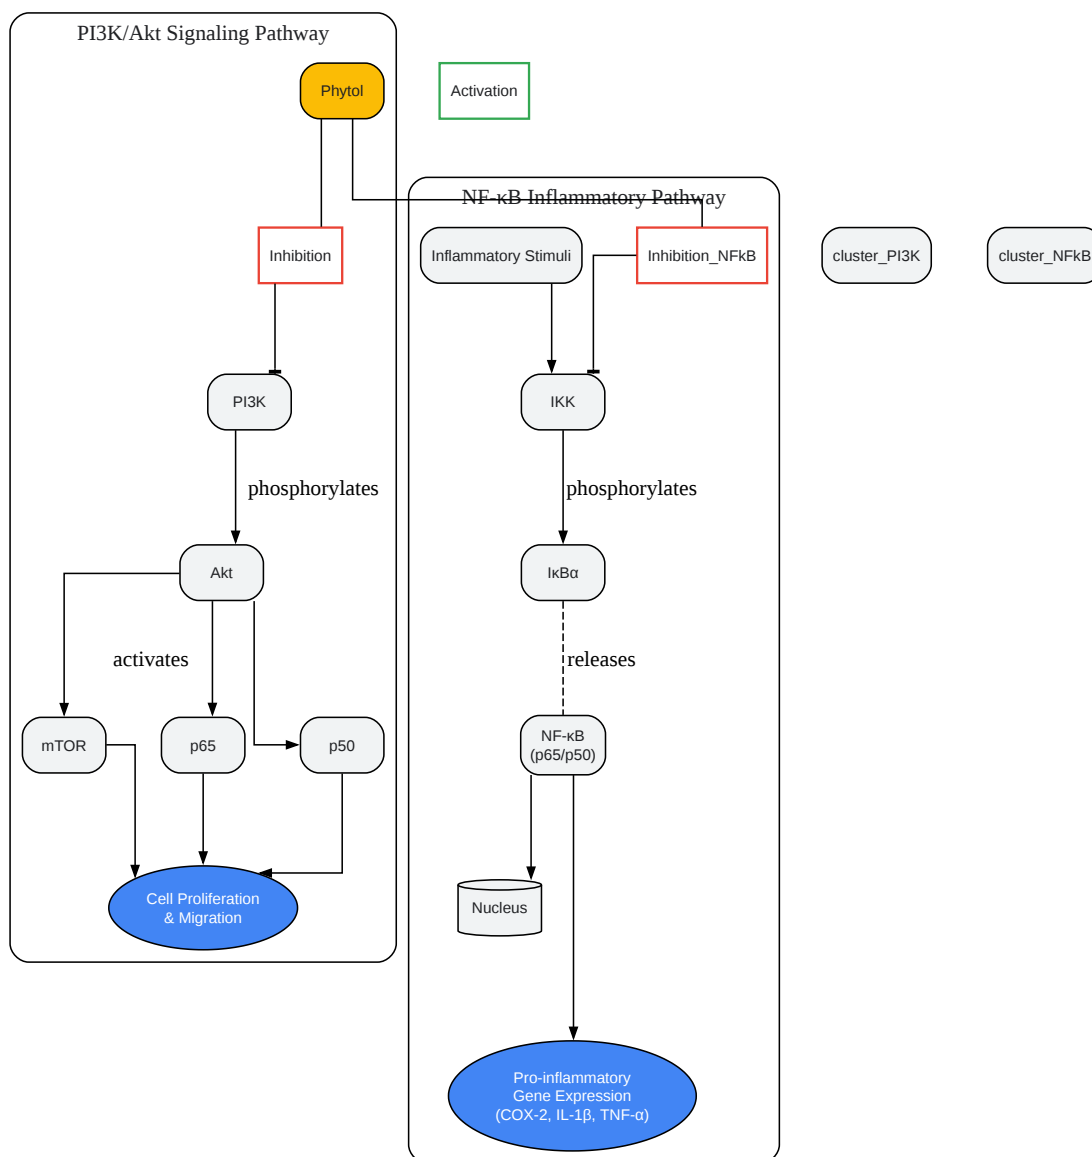 PI3K/Akt Signaling Pathway
Phytol
Activation
NF-κB Inflammatory Pathway
Inhibition
Inflammatory Stimuli
Inhibition_NFkB
cluster_PI3K
cluster_NFkB
PI3K
IKK
phosphorylates
phosphorylates
Akt
IκBα
activates
releases
mTOR
p65
p50
NF-κB
(p65/p50)
Cell Proliferation
& Migration
Nucleus
Pro-inflammatory
Gene Expression
(COX-2, IL-1β, TNF-α)